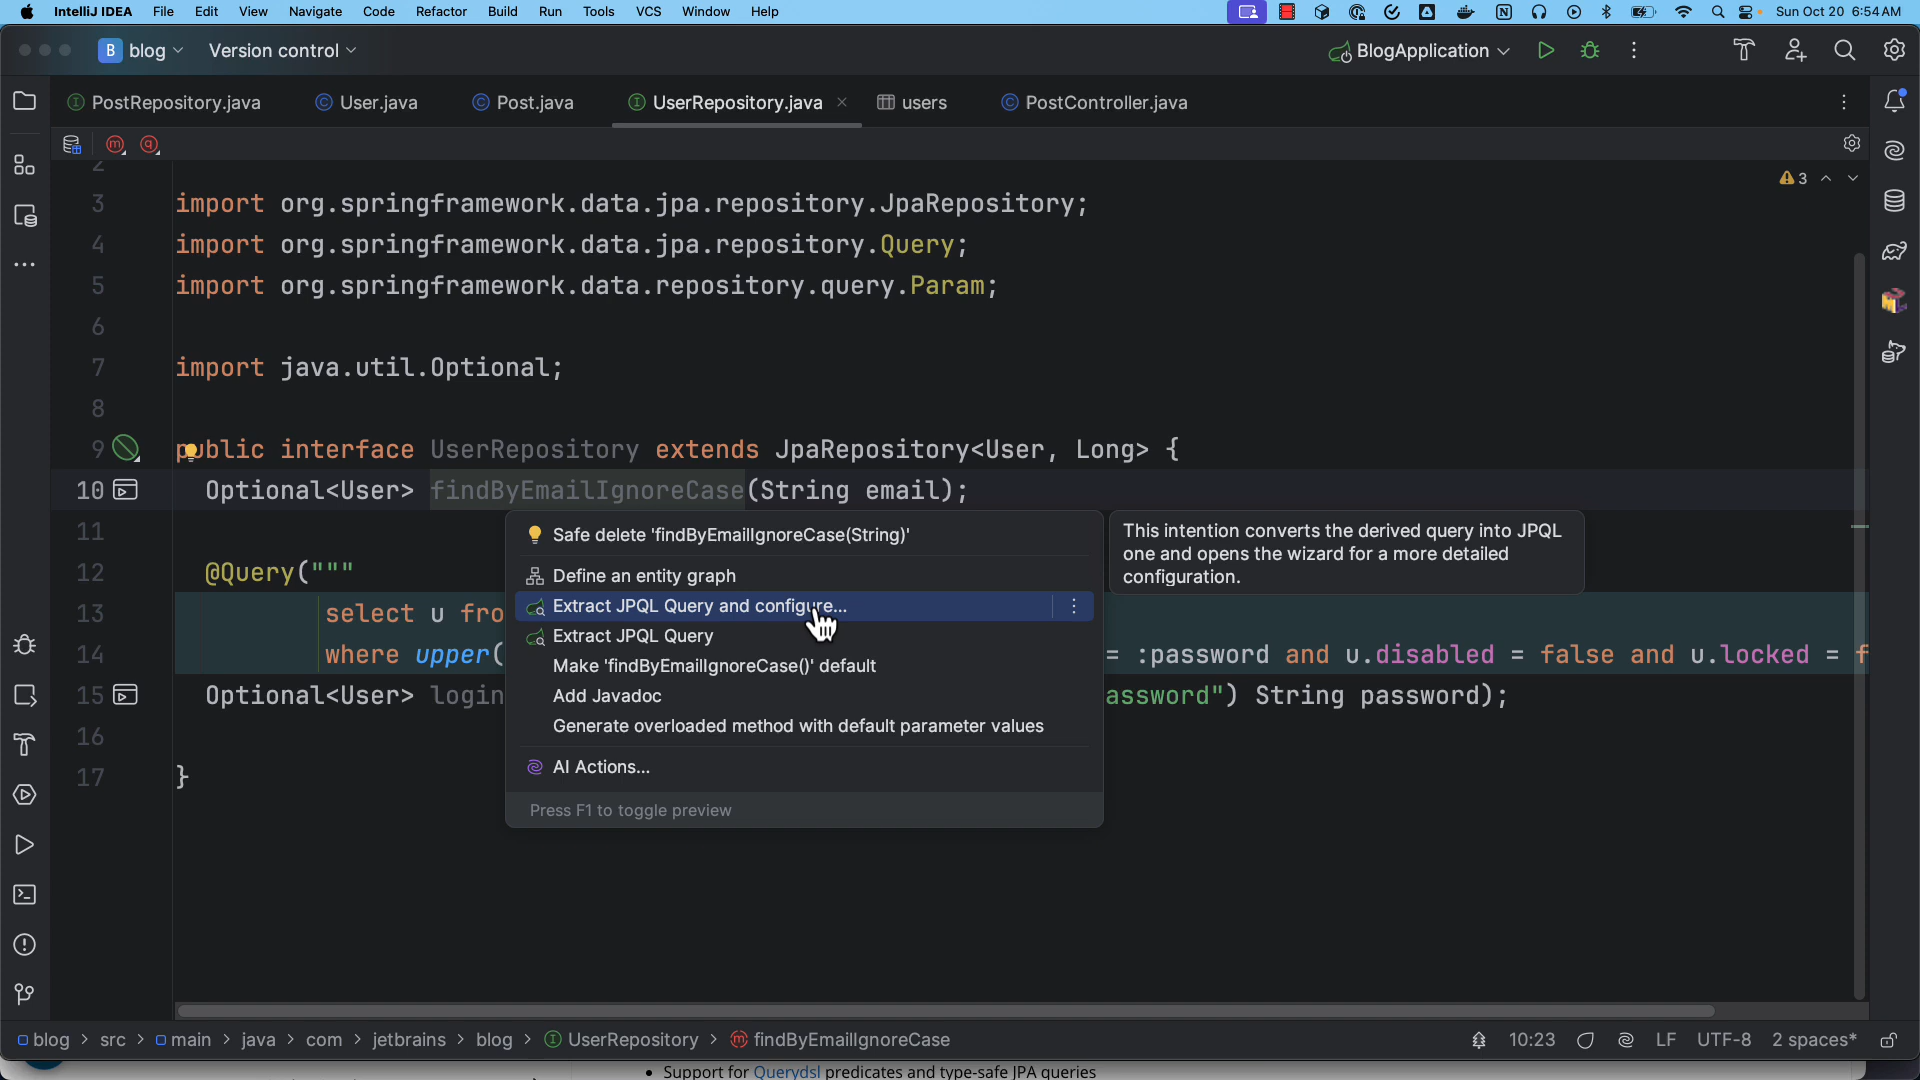 IntelliJ IDEA File Edit View Navigate Code Refactor Build Run Tools VCS Window Help Sun Oct 20 6:54 AM
B blog Version control BlogApplication
PostRepository.java User.java Post.java UserRepository.java users PostController.java
3
2
3 import org.springframework.data.jpa.repository.JpaRepository;
4 import org.springframework.data.jpa.repository.Query;
5 import org.springframework.data.repository.query.Param;
6
7 import java.util.Optional;
8
9 public interface UserRepository extends JpaRepository<User, Long> {
10 Optional<User> findByEmailIgnoreCase(String email);
11
12 @Query("""
13 select u fro
14 where upper( = :password and u.disabled = false and u.locked = f
15 Optional<User> login assword") String password);
16
17 }
Safe delete 'findByEmailIgnoreCase(String)'
Define an entity graph
Extract JPQL Query and configure...
Extract JPQL Query
Make 'findByEmailIgnoreCase()' default
Add Javadoc
Generate overloaded method with default parameter values
AI Actions...
Press F1 to toggle preview
This intention converts the derived query into JPQL
one and opens the wizard for a more detailed
configuration.
blog > src > main > java > com > jetbrains > blog > UserRepository > findByEmailIgnoreCase 10:23 LF UTF-8 2 spaces*
• Support for Querydsl predicates and type-safe JPA queries